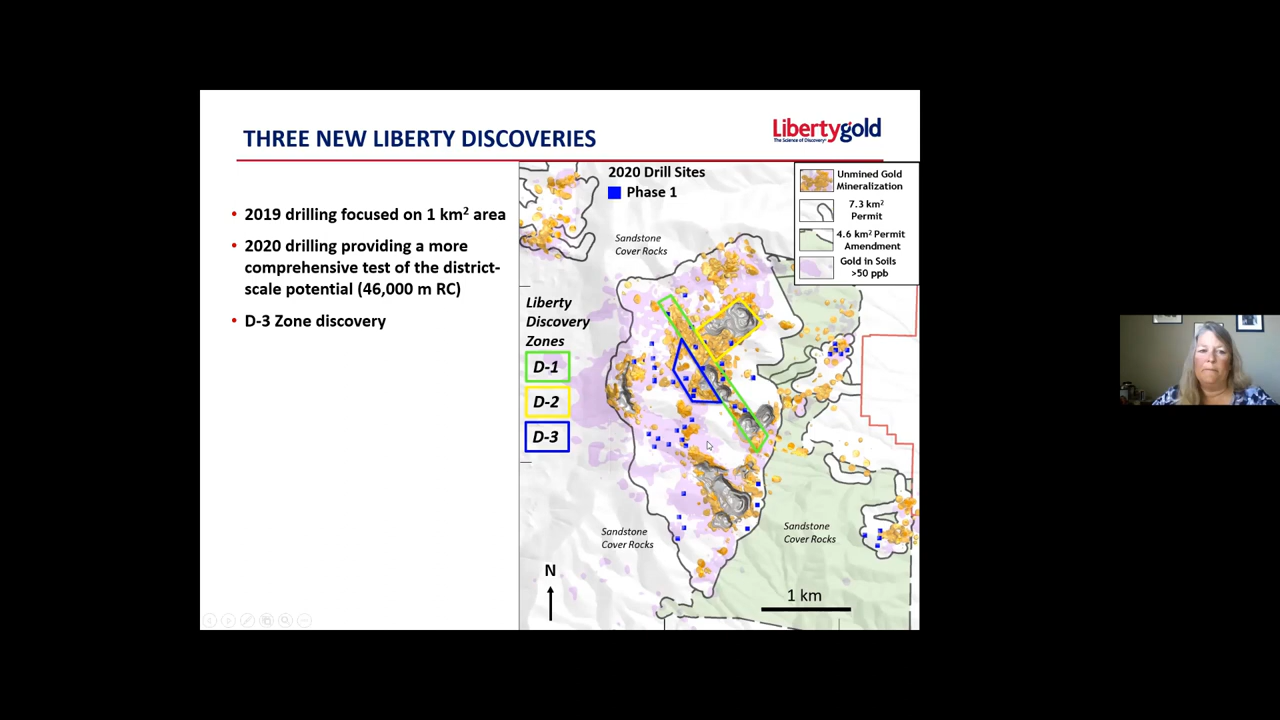 THREE NEW LIBERTY DISCOVERIES
Libertygold
The Science of Discovery
• 2019 drilling focused on 1 km² area
• 2020 drilling providing a more
comprehensive test of the district-
scale potential (46,000 m RC)
• D-3 Zone discovery
2020 Drill Sites
Phase 1
Unmined Gold
Mineralization
7.3 km²
Permit
4.6 km² Permit
Amendment
Gold in Soils
>50 ppb
Sandstone
Cover Rocks
Liberty
Discovery
Zones
D-1
D-2
D-3
Sandstone
Cover Rocks
Sandstone
Cover Rocks
N
1 km